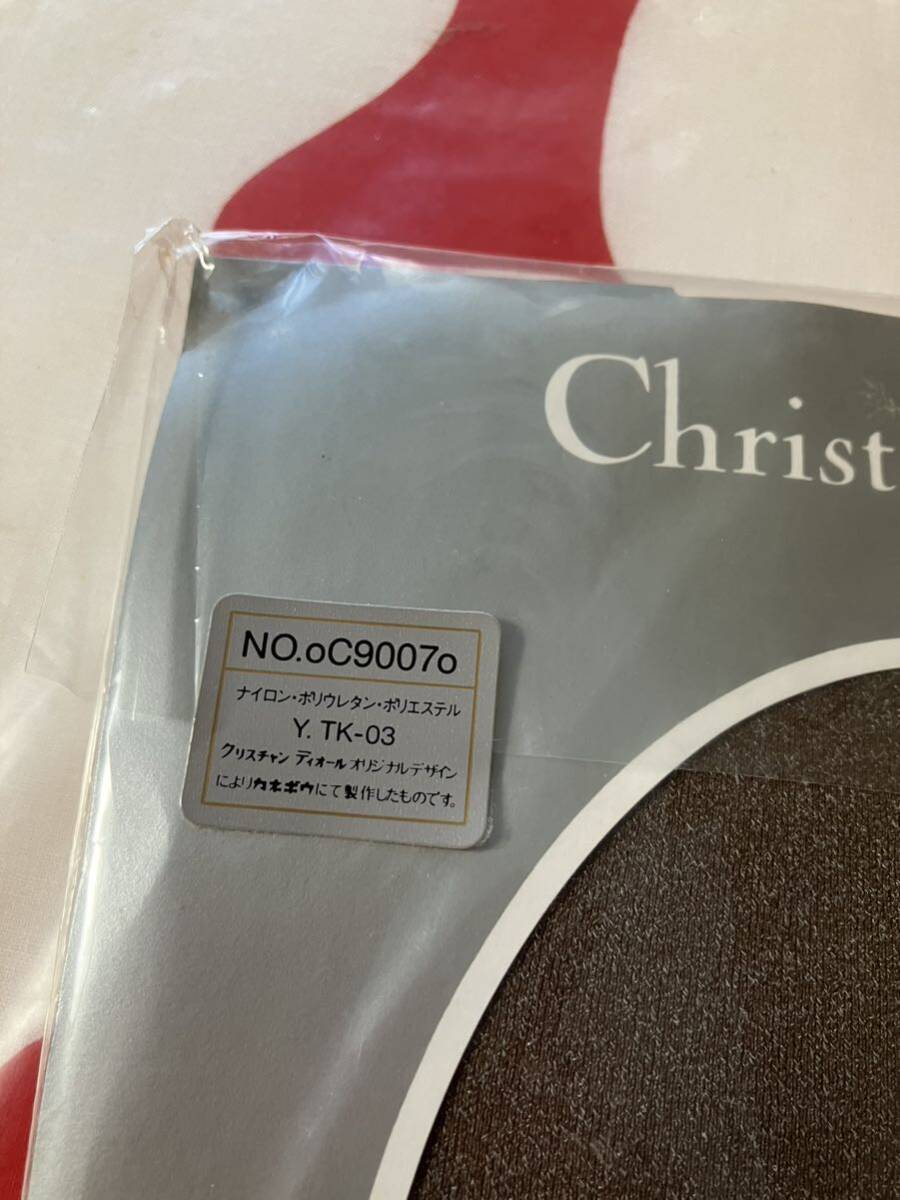 Christ
NO.oC9007o
ナイロン・ポリウレタン・ポリエステル
Y. TK-03
クリスチャン ディオール オリジナルデザイン
によりカネボウにて製作したものです。